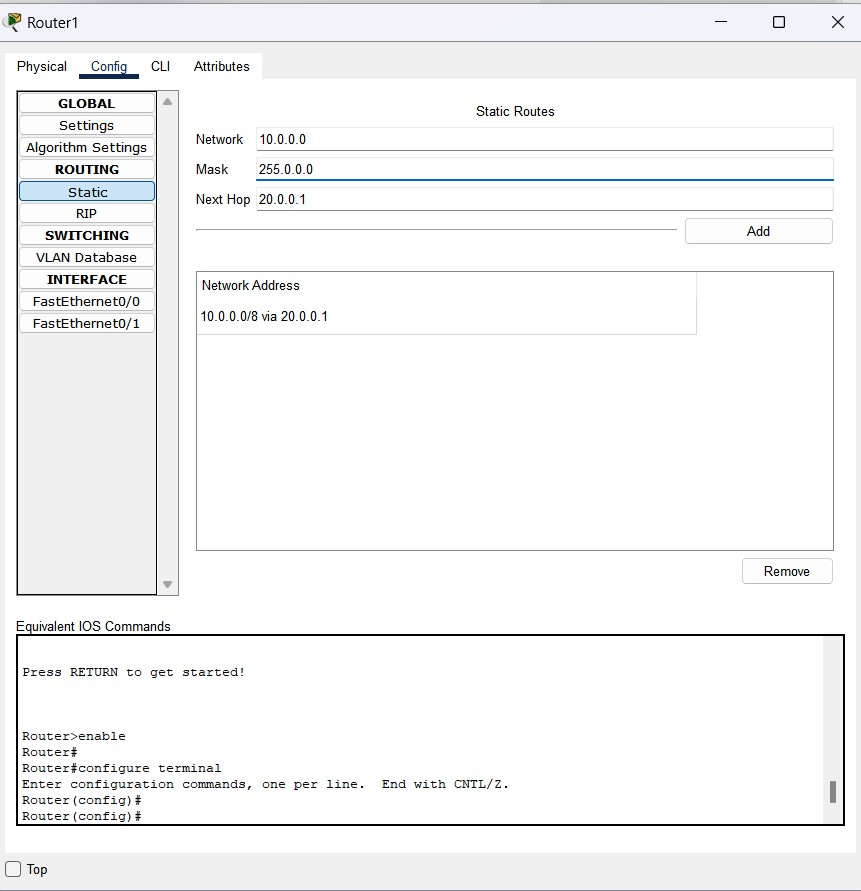 Router1
Physical Config CLI Attributes
GLOBAL
Settings
Algorithm Settings
ROUTING
Static
RIP
SWITCHING
VLAN Database
INTERFACE
FastEthernet0/0
FastEthernet0/1
Static Routes
Network 10.0.0.0
Mask 255.0.0.0
Next Hop 20.0.0.1
Add
Network Address
10.0.0.0/8 via 20.0.0.1
Remove
Equivalent IOS Commands
Press RETURN to get started!
Router>enable
Router#
Router#configure terminal
Enter configuration commands, one per line.  End with CNTL/Z.
Router(config)#
Router(config)#
Top